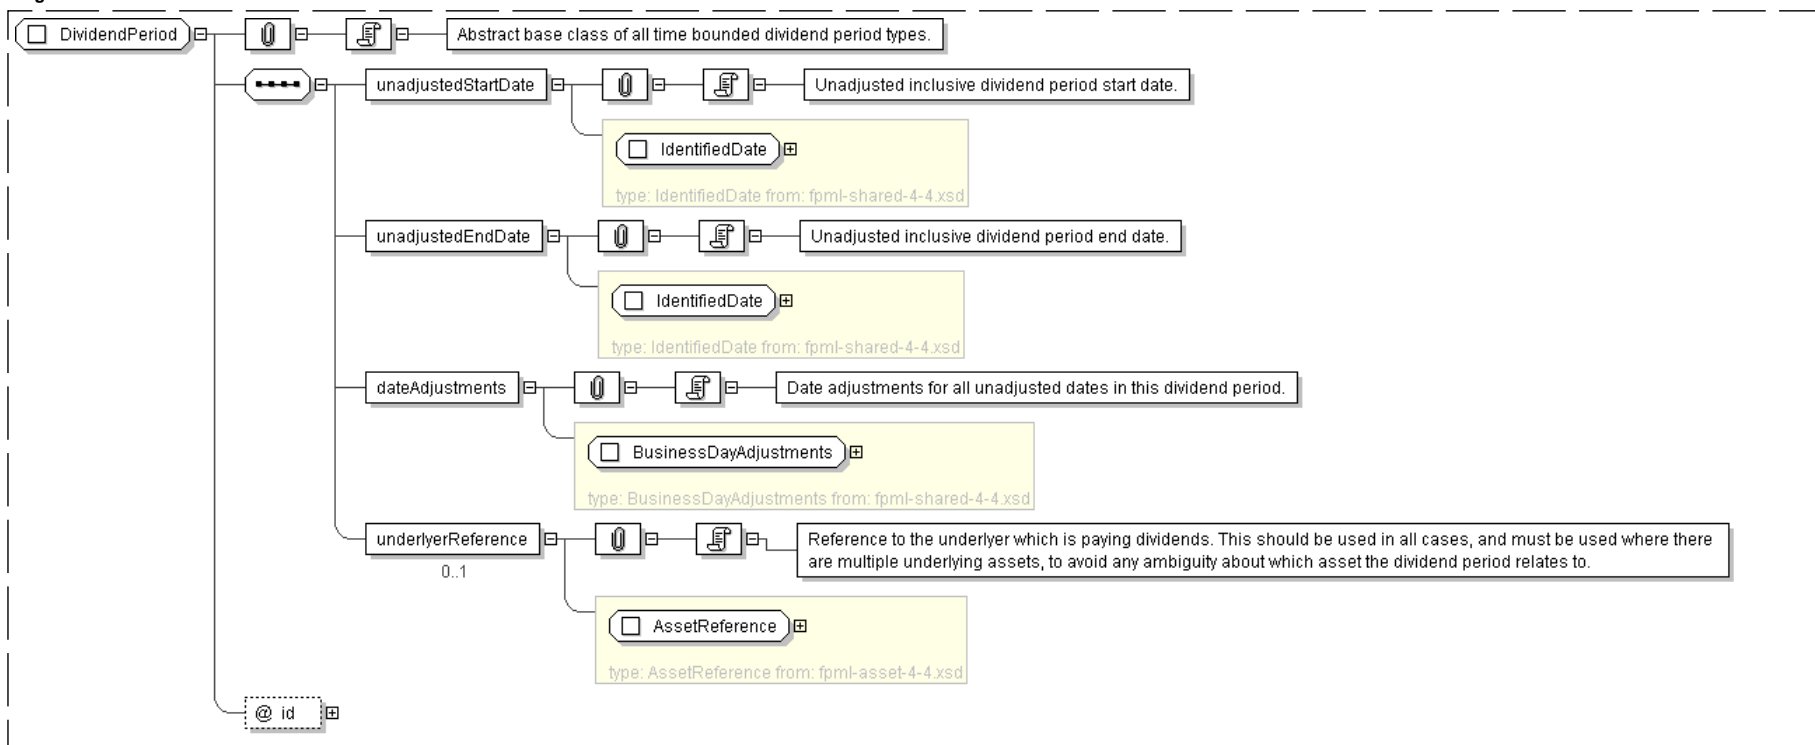 DividendPeriod
Abstract base class of all time bounded dividend period types.
unadjustedStartDate
Unadjusted inclusive dividend period start date.
IdentifiedDate
type: IdentifiedDate from: fpml-shared-4-4.xsd
unadjustedEndDate
Unadjusted inclusive dividend period end date.
IdentifiedDate
type: IdentifiedDate from: fpml-shared-4-4.xsd
dateAdjustments
Date adjustments for all unadjusted dates in this dividend period.
BusinessDayAdjustments
type: BusinessDayAdjustments from: fpml-shared-4-4.xsd
underlyerReference
0..1
Reference to the underlyer which is paying dividends. This should be used in all cases, and must be used where there
are multiple underlying assets, to avoid any ambiguity about which asset the dividend period relates to.
AssetReference
type: AssetReference from: fpml-asset-4-4.xsd
@ id